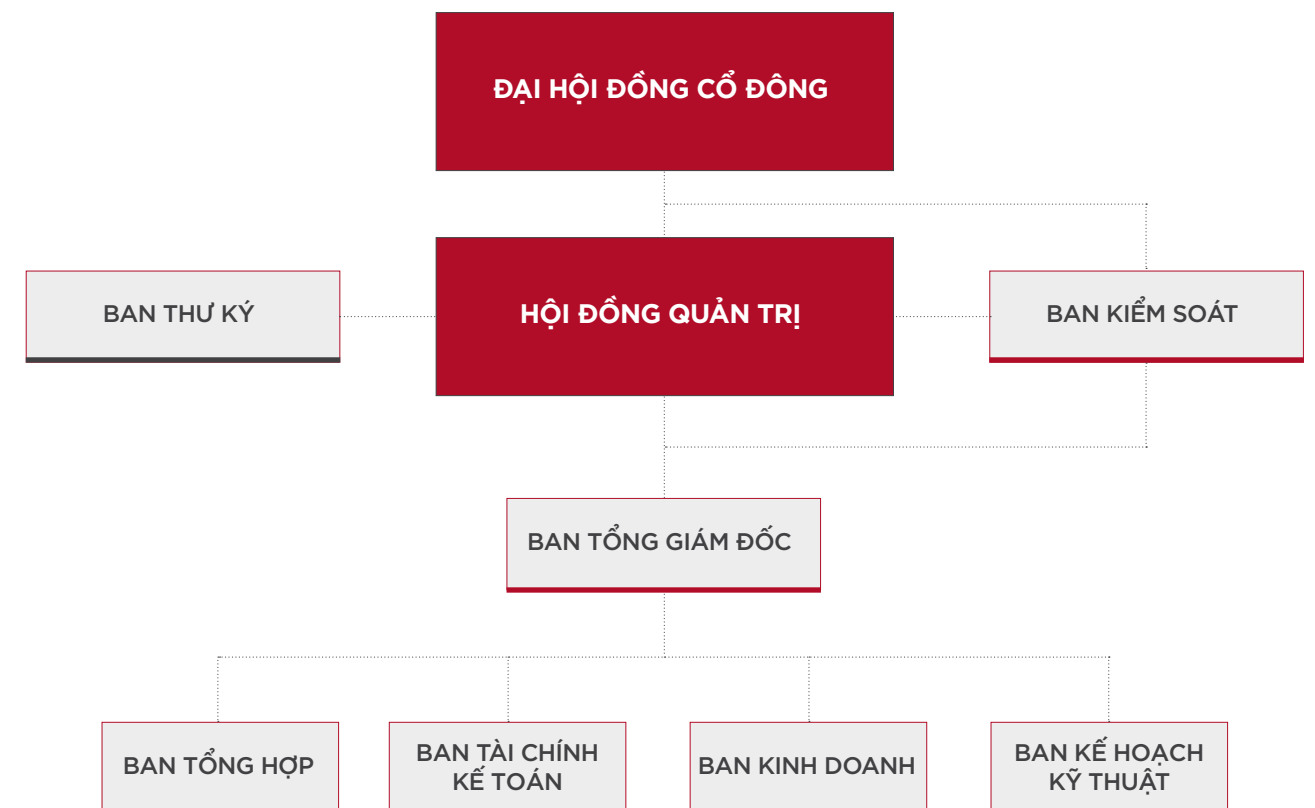 ĐẠI HỘI ĐỒNG CỔ ĐÔNG
BAN THƯ KÝ
HỘI ĐỒNG QUẢN TRỊ
BAN KIỂM SOÁT
BAN TỔNG GIÁM ĐỐC
BAN TỔNG HỢP
BAN TÀI CHÍNH
KẾ TOÁN
BAN KINH DOANH
BAN KẾ HOẠCH
KỸ THUẬT